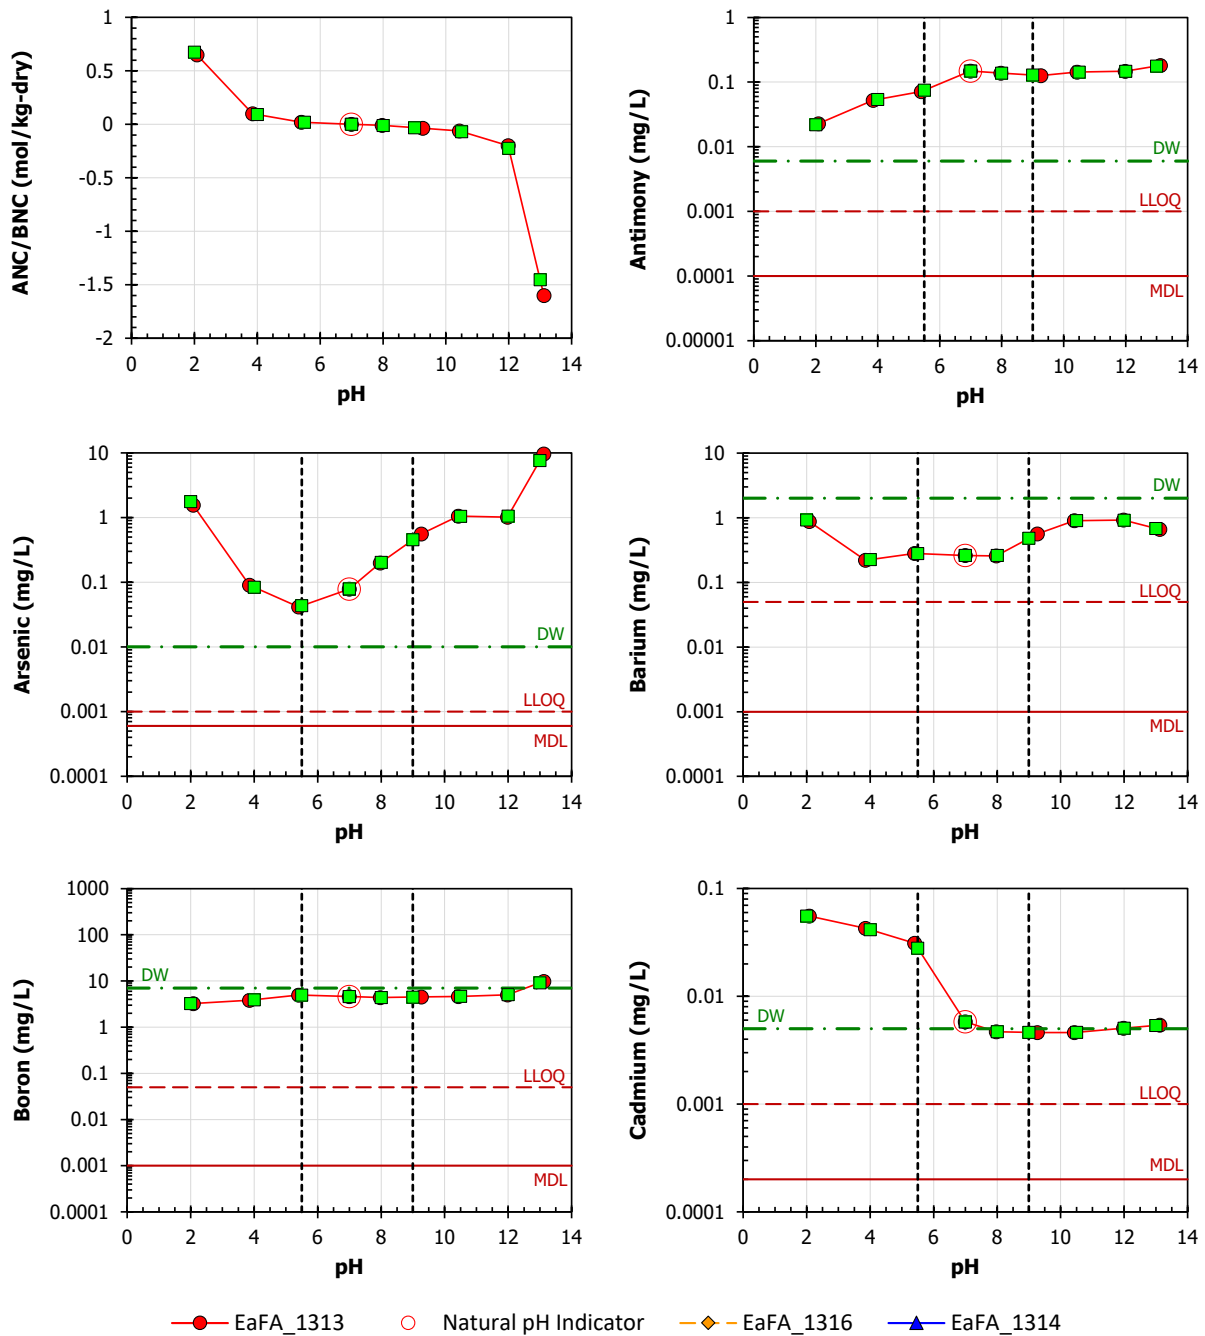 ANC/BNC (mol/kg-dry)
1
0.5
0
-0.5
-1
-1.5
-2
0 2 4 6 8 10 12 14
pH
Antimony (mg/L)
1
0.1
0.01
0.001
0.0001
0.00001
DW
LLOQ
MDL
0 2 4 6 8 10 12 14
pH
Arsenic (mg/L)
10
1
0.1
0.01
0.001
0.0001
DW
LLOQ
MDL
0 2 4 6 8 10 12 14
pH
Barium (mg/L)
10
1
0.1
0.01
0.001
0.0001
DW
LLOQ
MDL
0 2 4 6 8 10 12 14
pH
Boron (mg/L)
1000
100
10
1
0.1
0.01
0.001
0.0001
DW
LLOQ
MDL
0 2 4 6 8 10 12 14
pH
Cadmium (mg/L)
0.1
0.01
0.001
0.0001
DW
LLOQ
MDL
0 2 4 6 8 10 12 14
pH
EaFA_1313 Natural pH Indicator EaFA_1316 EaFA_1314